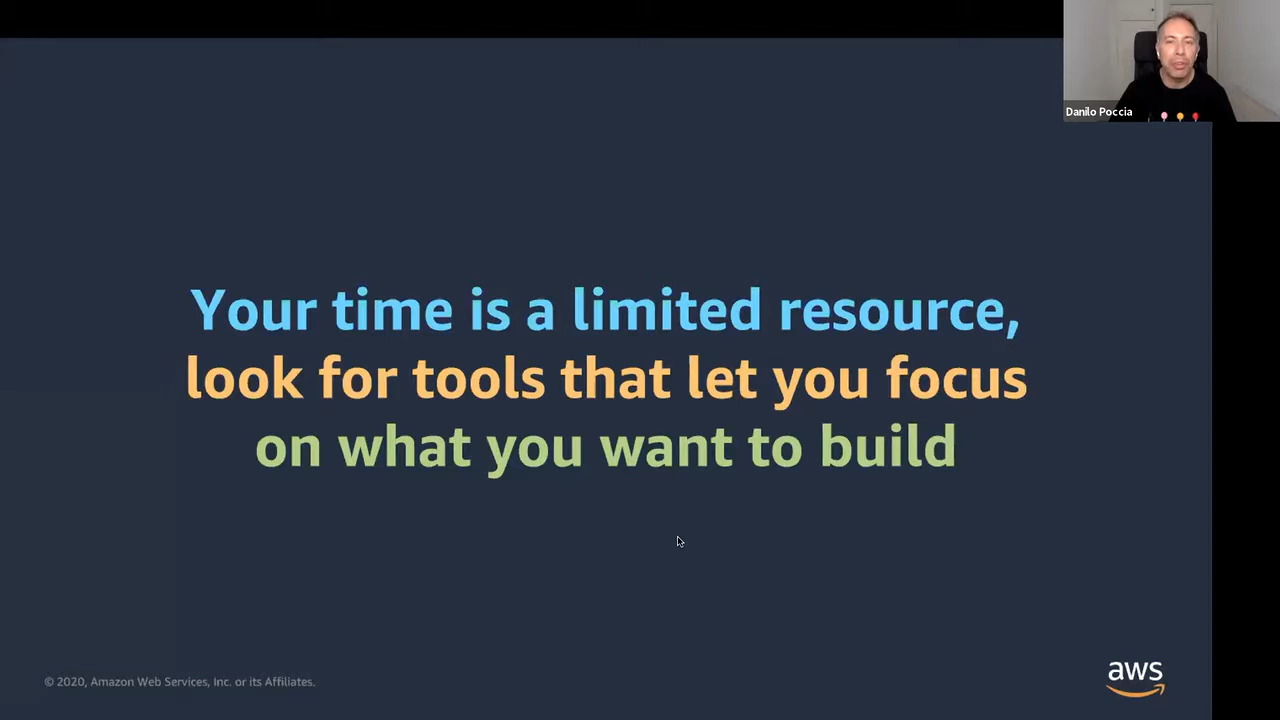 Danilo Poccia
Your time is a limited resource,
look for tools that let you focus
on what you want to build
© 2020, Amazon Web Services, Inc. or its Affiliates.
aws